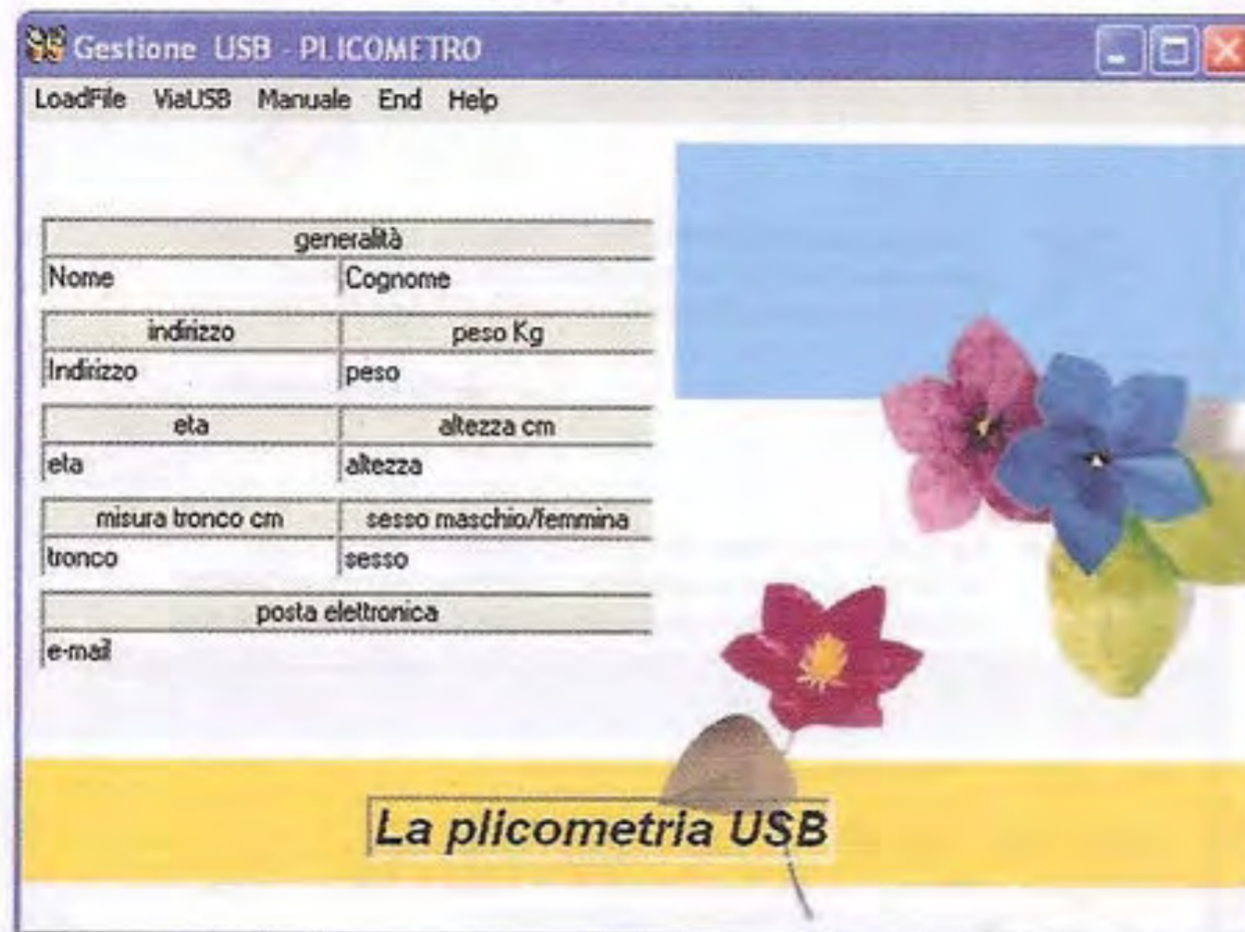 Gestione USB - PLICOMETRO
LoadFile ViaUSB Manuale End Help
generalità
Nome Cognome
indirizzo peso Kg
Indirizzo peso
eta altezza cm
eta altezza
misura tronco cm sesso maschio/femmina
tronco sesso
posta elettronica
e-mail
La plicometria USB